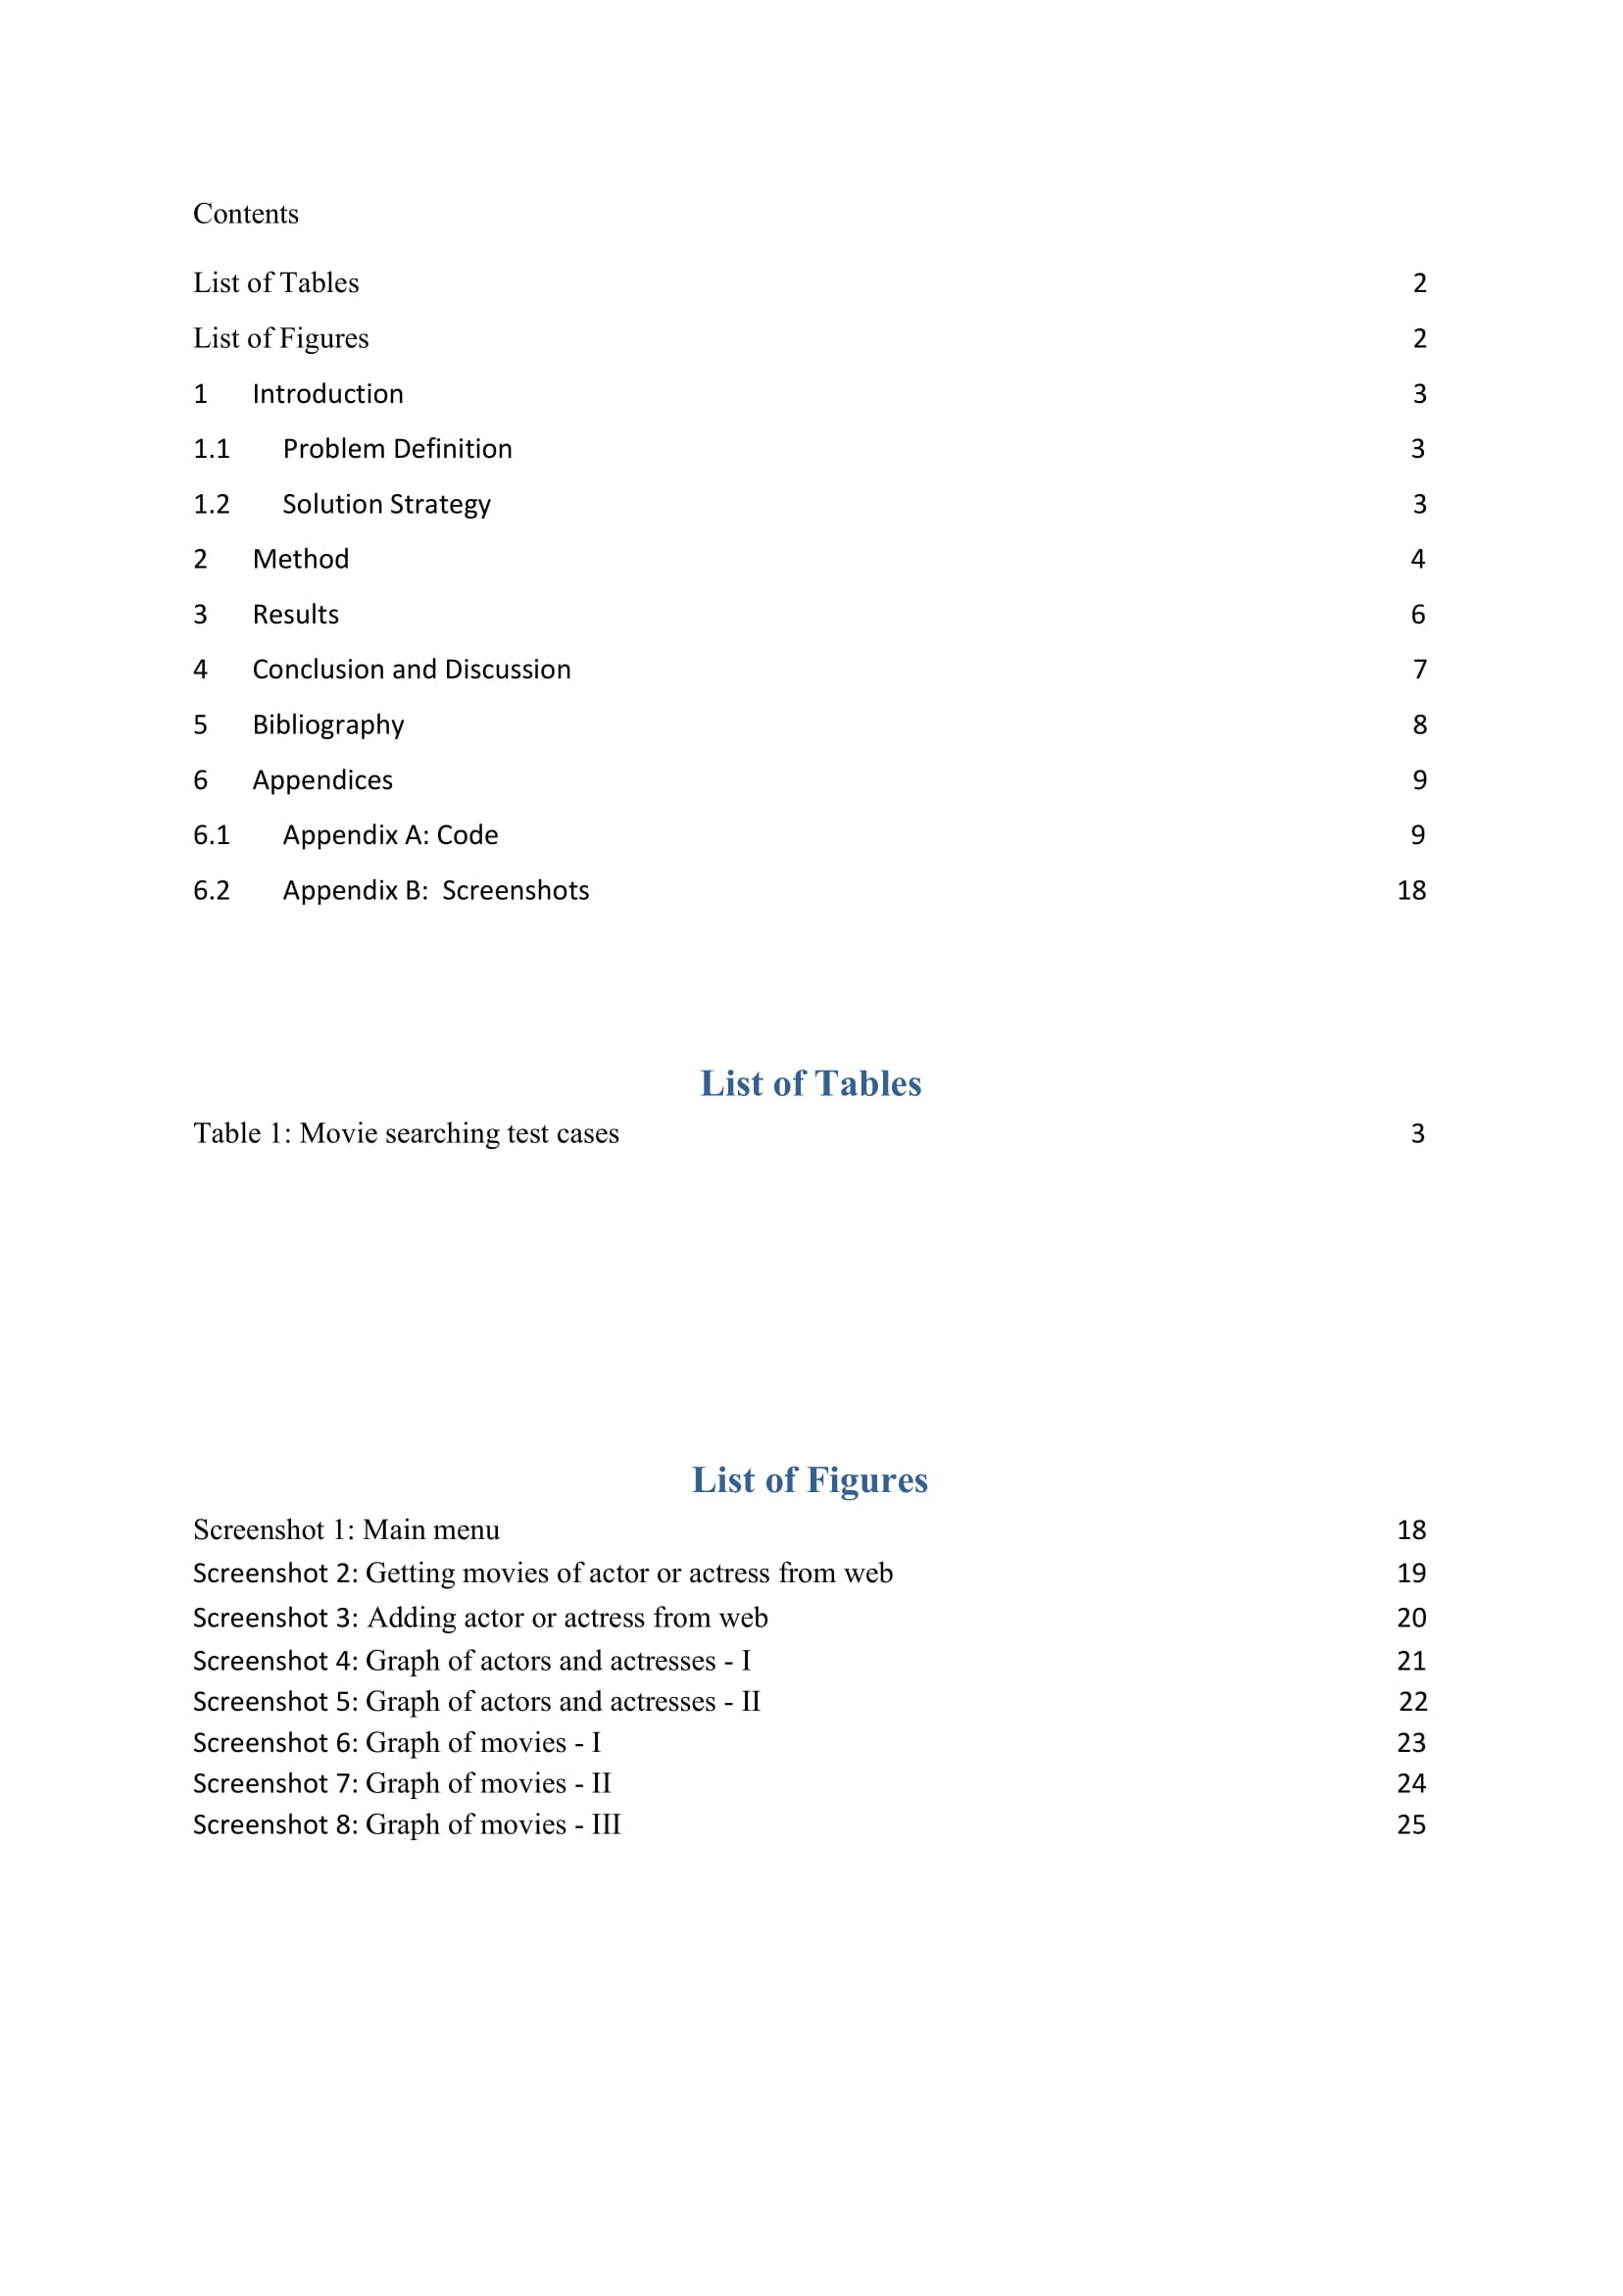 Contents
List of Tables 2
List of Figures 2
1 Introduction 3
1.1 Problem Definition 3
1.2 Solution Strategy 3
2 Method 4
3 Results 6
4 Conclusion and Discussion 7
5 Bibliography 8
6 Appendices 9
6.1 Appendix A: Code 9
6.2 Appendix B:  Screenshots 18
List of Tables
Table 1: Movie searching test cases 3
List of Figures
Screenshot 1: Main menu 18
Screenshot 2: Getting movies of actor or actress from web 19
Screenshot 3: Adding actor or actress from web 20
Screenshot 4: Graph of actors and actresses - I 21
Screenshot 5: Graph of actors and actresses - II 22
Screenshot 6: Graph of movies - I 23
Screenshot 7: Graph of movies - II 24
Screenshot 8: Graph of movies - III 25